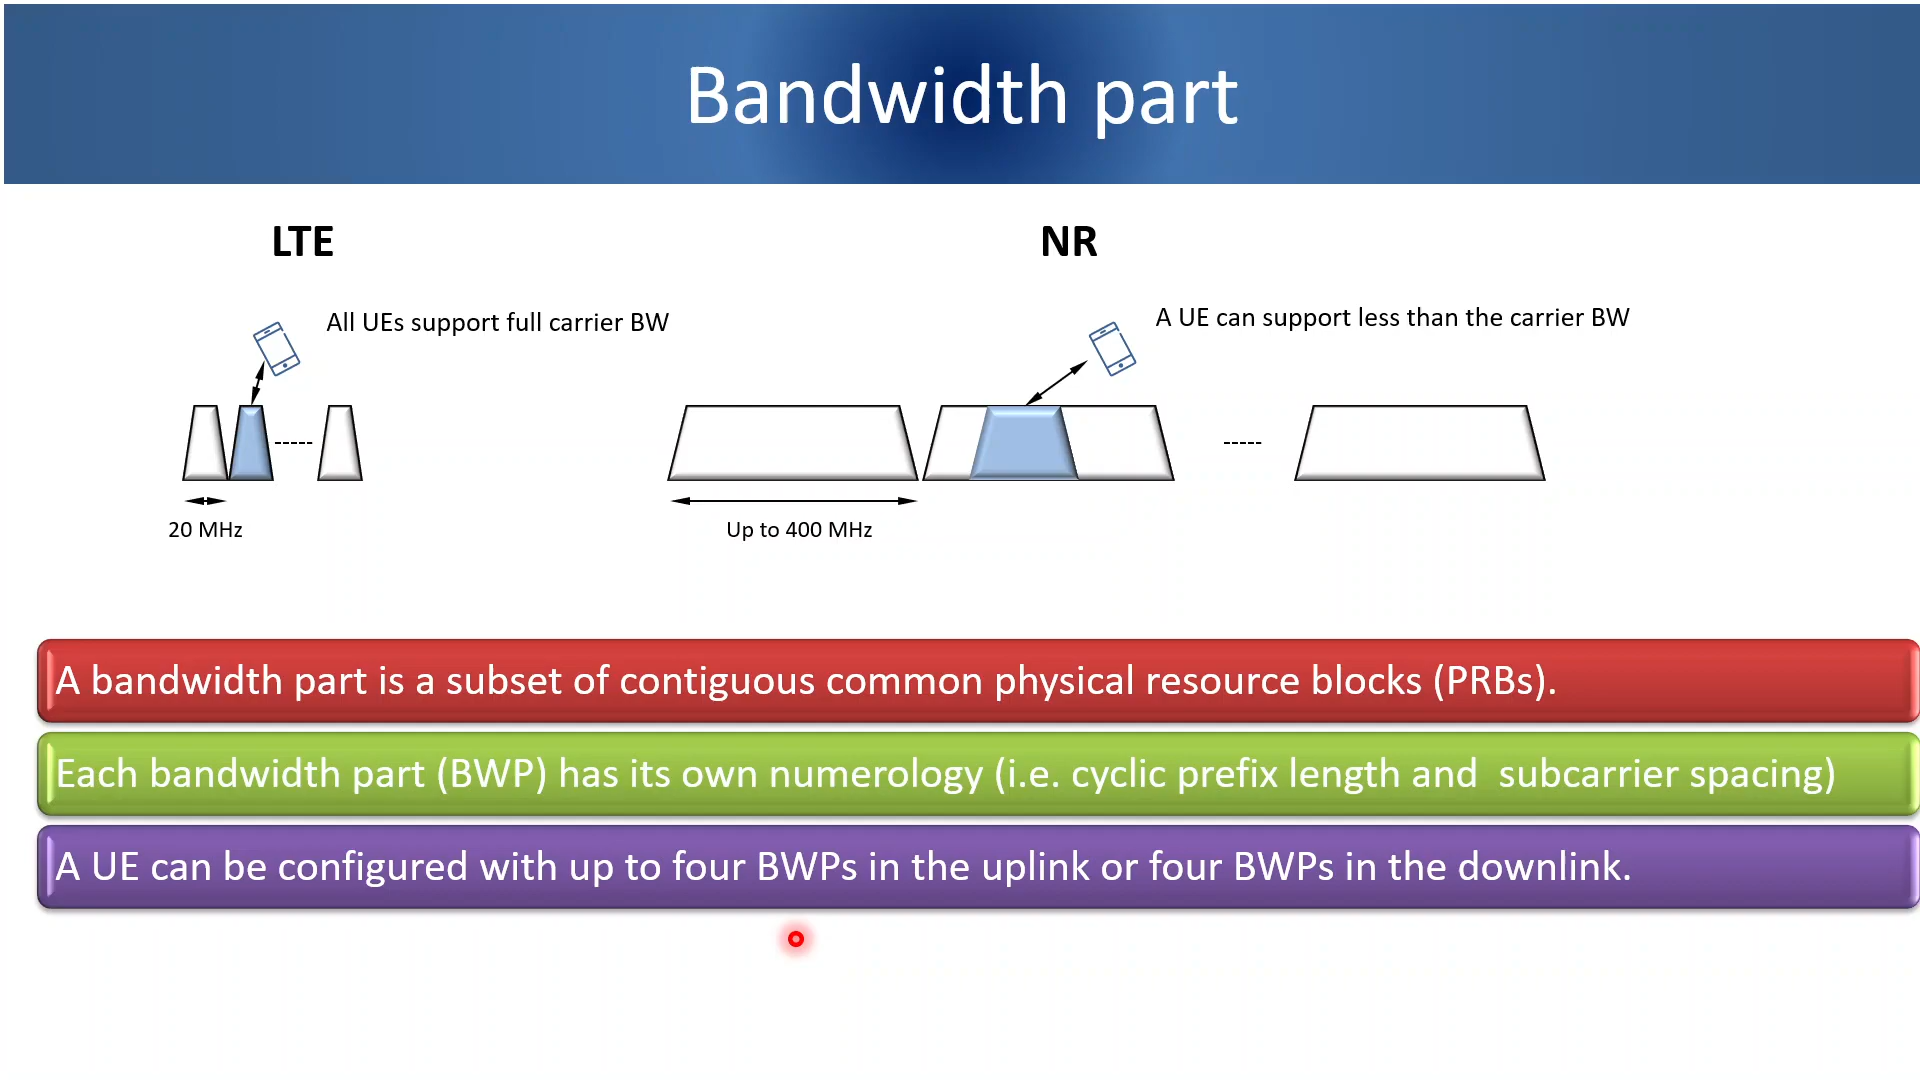 Bandwidth part
LTE
NR
All UEs support full carrier BW
A UE can support less than the carrier BW
20 MHz
Up to 400 MHz
A bandwidth part is a subset of contiguous common physical resource blocks (PRBs).
Each bandwidth part (BWP) has its own numerology (i.e. cyclic prefix length and  subcarrier spacing)
A UE can be configured with up to four BWPs in the uplink or four BWPs in the downlink.